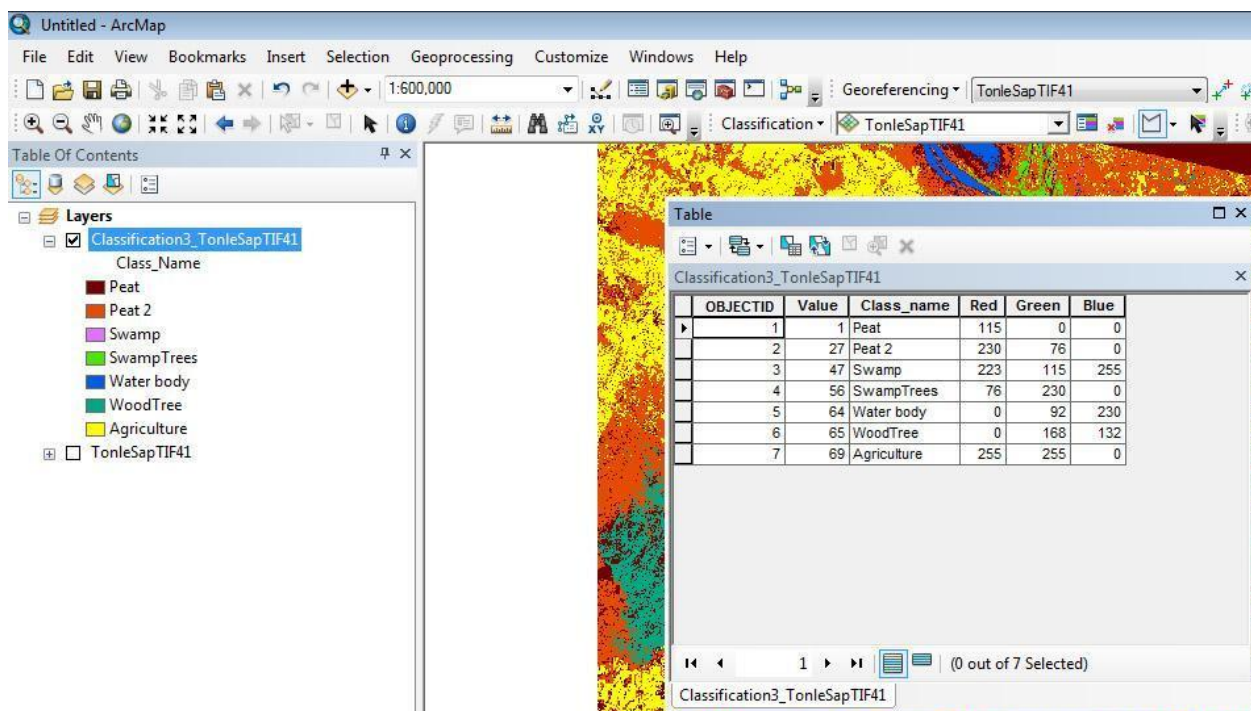 Untitled - ArcMap
File Edit View Bookmarks Insert Selection Geoprocessing Customize Windows Help
1:600,000 Georeferencing TonleSapTIF41
XY Classification TonleSapTIF41
Table Of Contents
Layers
Classification3_TonleSapTIF41
Class_Name
Peat
Peat 2
Swamp
SwampTrees
Water body
WoodTree
Agriculture
TonleSapTIF41
Table
Classification3_TonleSapTIF41
OBJECTID Value Class_name Red Green Blue
1 1 Peat 115 0 0
2 27 Peat 2 230 76 0
3 47 Swamp 223 115 255
4 56 SwampTrees 76 230 0
5 64 Water body 0 92 230
6 65 WoodTree 0 168 132
7 69 Agriculture 255 255 0
1 (0 out of 7 Selected)
Classification3_TonleSapTIF41